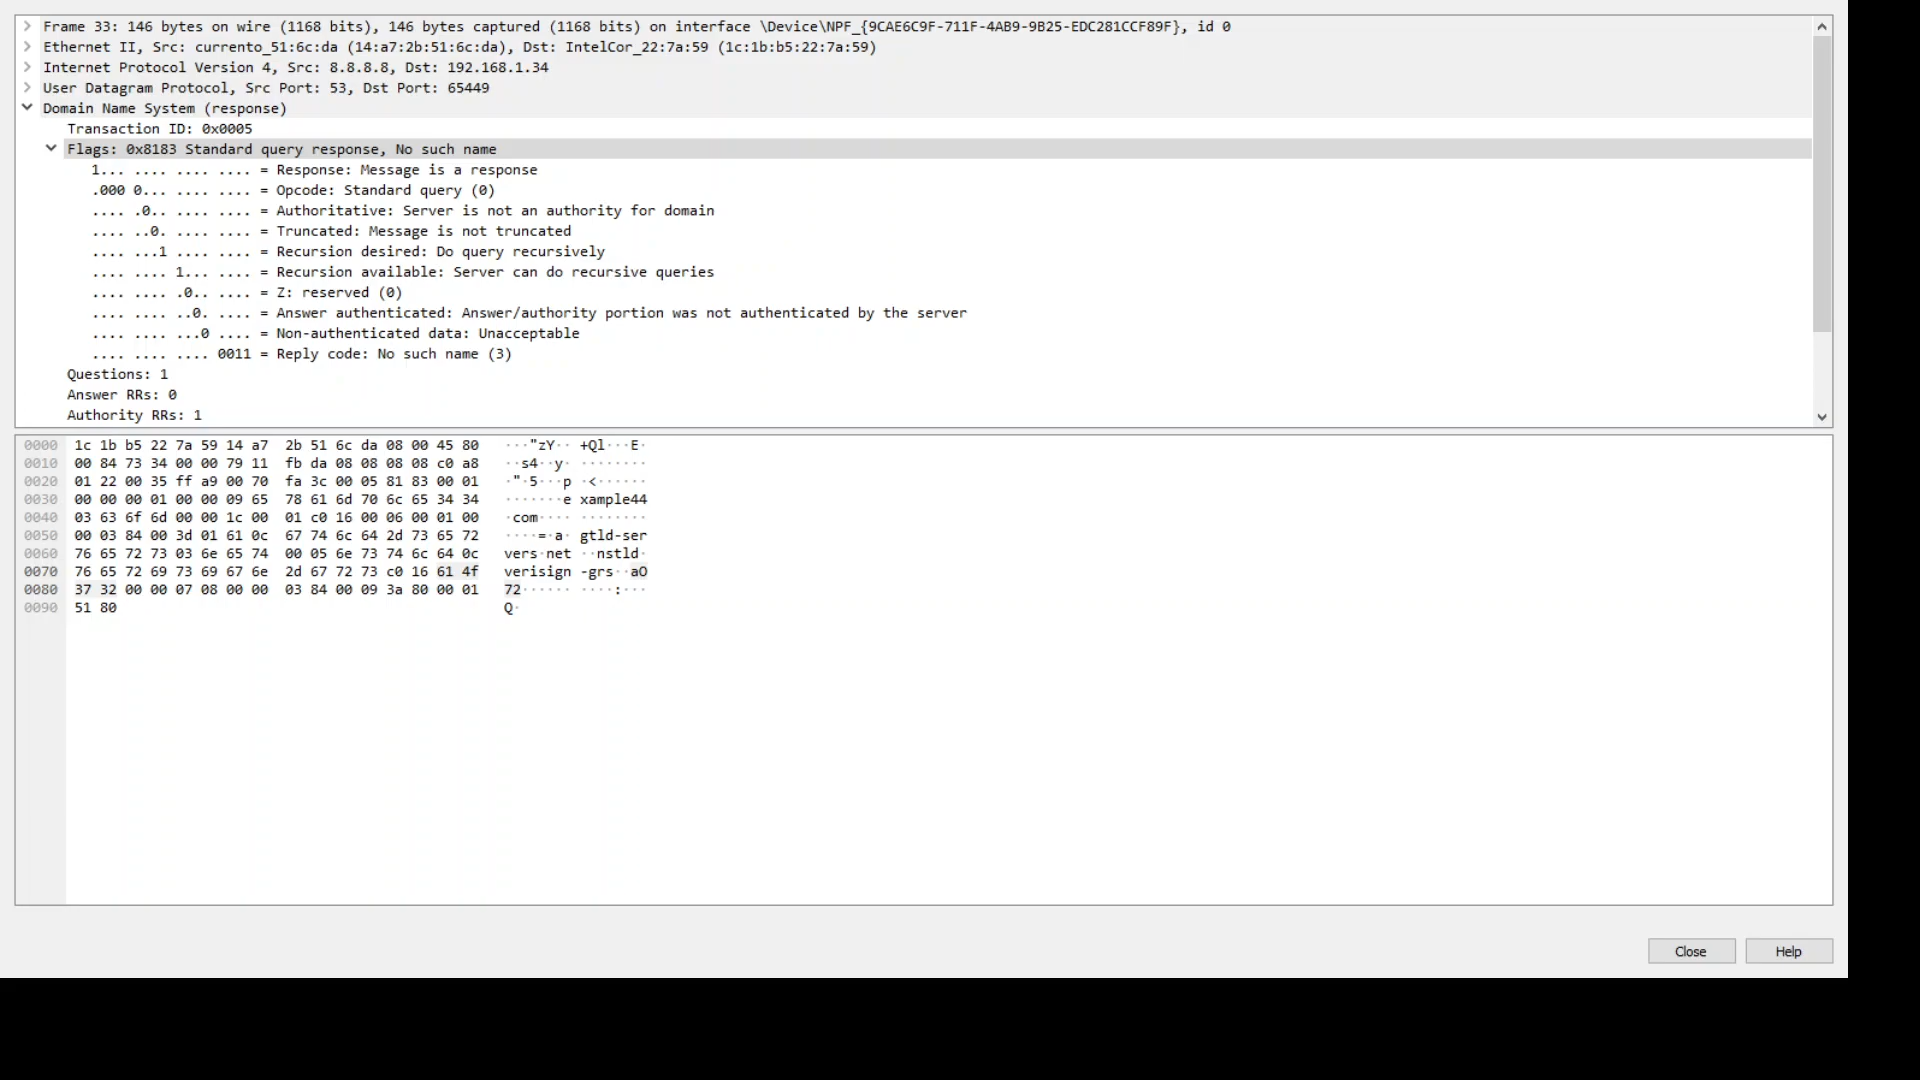 Frame 33: 146 bytes on wire (1168 bits), 146 bytes captured (1168 bits) on interface \Device\NPF_{9CAE6C9F-711F-4AB9-9B25-EDC281CCF89F}, id 0
Ethernet II, Src: currento_51:6c:da (14:a7:2b:51:6c:da), Dst: IntelCor_22:7a:59 (1c:1b:b5:22:7a:59)
Internet Protocol Version 4, Src: 8.8.8.8, Dst: 192.168.1.34
User Datagram Protocol, Src Port: 53, Dst Port: 65449
Domain Name System (response)
Transaction ID: 0x0005
Flags: 0x8183 Standard query response, No such name
1... .... .... .... = Response: Message is a response
.000 0... .... .... = Opcode: Standard query (0)
.... .0.. .... .... = Authoritative: Server is not an authority for domain
.... ..0. .... .... = Truncated: Message is not truncated
.... ...1 .... .... = Recursion desired: Do query recursively
.... .... 1... .... = Recursion available: Server can do recursive queries
.... .... .0.. .... = Z: reserved (0)
.... .... ..0. .... = Answer authenticated: Answer/authority portion was not authenticated by the server
.... .... ...0 .... = Non-authenticated data: Unacceptable
.... .... .... 0011 = Reply code: No such name (3)
Questions: 1
Answer RRs: 0
Authority RRs: 1
0000 1c 1b b5 22 7a 59 14 a7 2b 51 6c da 08 00 45 80 ···"zY·· +Ql···E·
0010 00 84 73 34 00 00 79 11 fb da 08 08 08 08 c0 a8 ··s4··y· ········
0020 01 22 00 35 ff a9 00 70 fa 3c 00 05 81 83 00 01 ·"·5···p ·<······
0030 00 00 00 01 00 00 09 65 78 61 6d 70 6c 65 34 34 ·······e xample44
0040 03 63 6f 6d 00 00 1c 00 01 c0 16 00 06 00 01 00 ·com···· ········
0050 00 03 84 00 3d 01 61 0c 67 74 6c 64 2d 73 65 72 ····=·a· gtld-ser
0060 76 65 72 73 03 6e 65 74 00 05 6e 73 74 6c 64 0c vers·net ··nstld·
0070 76 65 72 69 73 69 67 6e 2d 67 72 73 c0 16 61 4f verisign -grs··aO
0080 37 32 00 00 07 08 00 00 03 84 00 09 3a 80 00 01 72······ ····:···
0090 51 80 Q·
Close Help